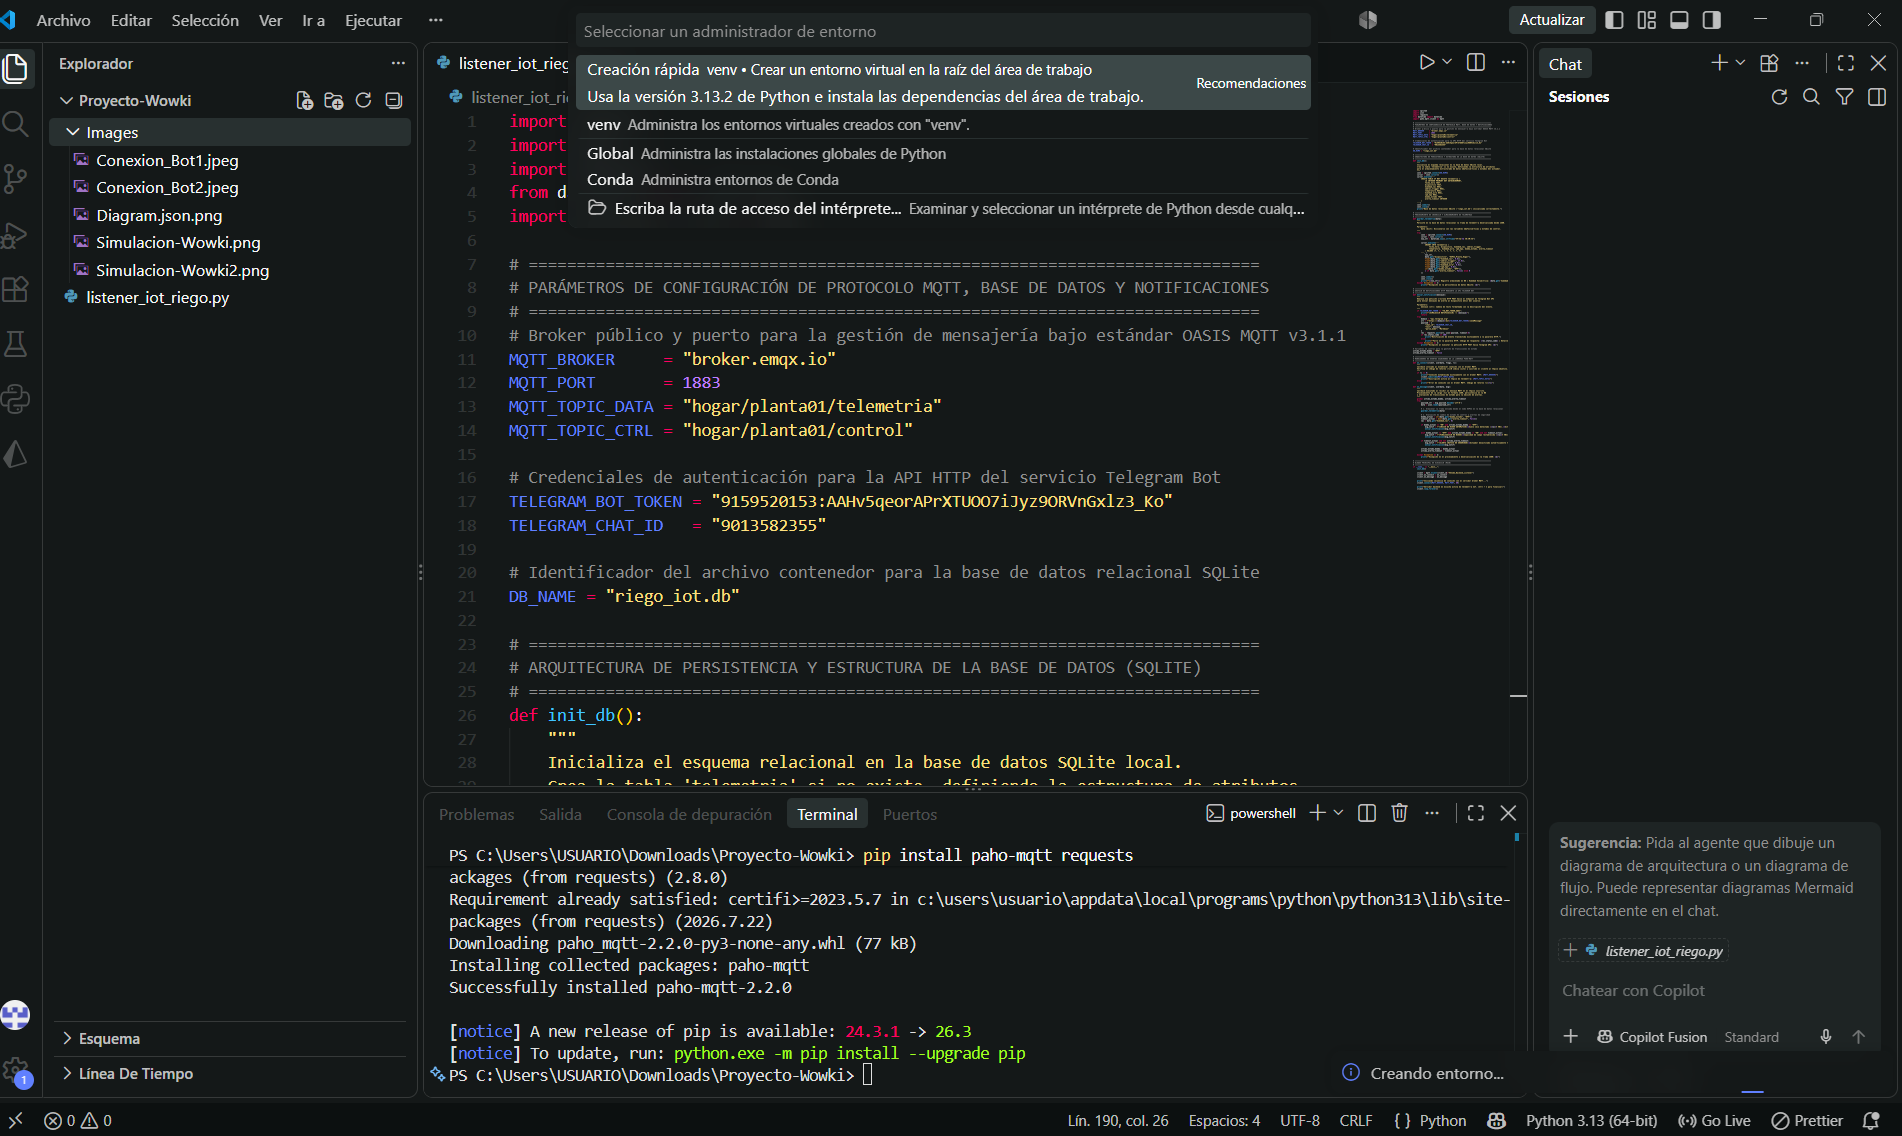 Archivo Editar Selección Ver Ir a Ejecutar ···
Seleccionar un administrador de entorno
Actualizar
Creación rápida venv • Crear un entorno virtual en la raíz del área de trabajo
Usa la versión 3.13.2 de Python e instala las dependencias del área de trabajo.
Recomendaciones
venv Administra los entornos virtuales creados con "venv".
Global Administra las instalaciones globales de Python
Conda Administra entornos de Conda
Escriba la ruta de acceso del intérprete... Examinar y seleccionar un intérprete de Python desde cualq...
Explorador
Proyecto-Wowki
Images
Conexion_Bot1.jpeg
Conexion_Bot2.jpeg
Diagram.json.png
Simulacion-Wowki.png
Simulacion-Wowki2.png
listener_iot_riego.py
Esquema
Línea De Tiempo
1
listener_iot_rieg
listener_iot_ri
1 import
2 import
3 import
4 from d
5 import
6
7 # ============================================================================
8 # PARÁMETROS DE CONFIGURACIÓN DE PROTOCOLO MQTT, BASE DE DATOS Y NOTIFICACIONES
9 # ============================================================================
10 # Broker público y puerto para la gestión de mensajería bajo estándar OASIS MQTT v3.1.1
11 MQTT_BROKER     = "broker.emqx.io"
12 MQTT_PORT       = 1883
13 MQTT_TOPIC_DATA = "hogar/planta01/telemetria"
14 MQTT_TOPIC_CTRL = "hogar/planta01/control"
15
16 # Credenciales de autenticación para la API HTTP del servicio Telegram Bot
17 TELEGRAM_BOT_TOKEN = "9159520153:AAHv5qeorAPrXTUOO7iJyz9ORVnGxlz3_Ko"
18 TELEGRAM_CHAT_ID   = "9013582355"
19
20 # Identificador del archivo contenedor para la base de datos relacional SQLite
21 DB_NAME = "riego_iot.db"
22
23 # ============================================================================
24 # ARQUITECTURA DE PERSISTENCIA Y ESTRUCTURA DE LA BASE DE DATOS (SQLITE)
25 # ============================================================================
26 def init_db():
27 """
28 Inicializa el esquema relacional en la base de datos SQLite local.
Problemas Salida Consola de depuración Terminal Puertos
powershell
PS C:\Users\USUARIO\Downloads\Proyecto-Wowki> pip install paho-mqtt requests
ackages (from requests) (2.8.0)
Requirement already satisfied: certifi>=2023.5.7 in c:\users\usuario\appdata\local\programs\python\python313\lib\site-
packages (from requests) (2026.7.22)
Downloading paho_mqtt-2.2.0-py3-none-any.whl (77 kB)
Installing collected packages: paho-mqtt
Successfully installed paho-mqtt-2.2.0
[notice] A new release of pip is available: 24.3.1 -> 26.3
[notice] To update, run: python.exe -m pip install --upgrade pip
PS C:\Users\USUARIO\Downloads\Proyecto-Wowki>
Creando entorno...
Chat
Sesiones
Sugerencia: Pida al agente que dibuje un
diagrama de arquitectura o un diagrama de
flujo. Puede representar diagramas Mermaid
directamente en el chat.
listener_iot_riego.py
Chatear con Copilot
Copilot Fusion Standard
0 0
Lín. 190, col. 26 Espacios: 4 UTF-8 CRLF { } Python Python 3.13 (64-bit) Go Live Prettier